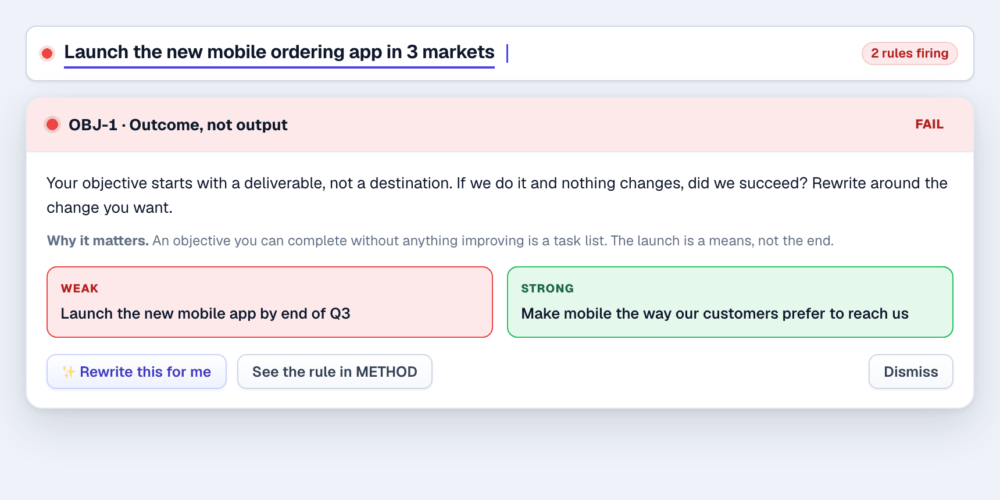 Launch the new mobile ordering app in 3 markets
2 rules firing
OBJ-1 · Outcome, not output
FAIL
Your objective starts with a deliverable, not a destination. If we do it and nothing changes, did we succeed? Rewrite around the
change you want.
Why it matters. An objective you can complete without anything improving is a task list. The launch is a means, not the end.
WEAK
Launch the new mobile app by end of Q3
STRONG
Make mobile the way our customers prefer to reach us
✨ Rewrite this for me
See the rule in METHOD
Dismiss